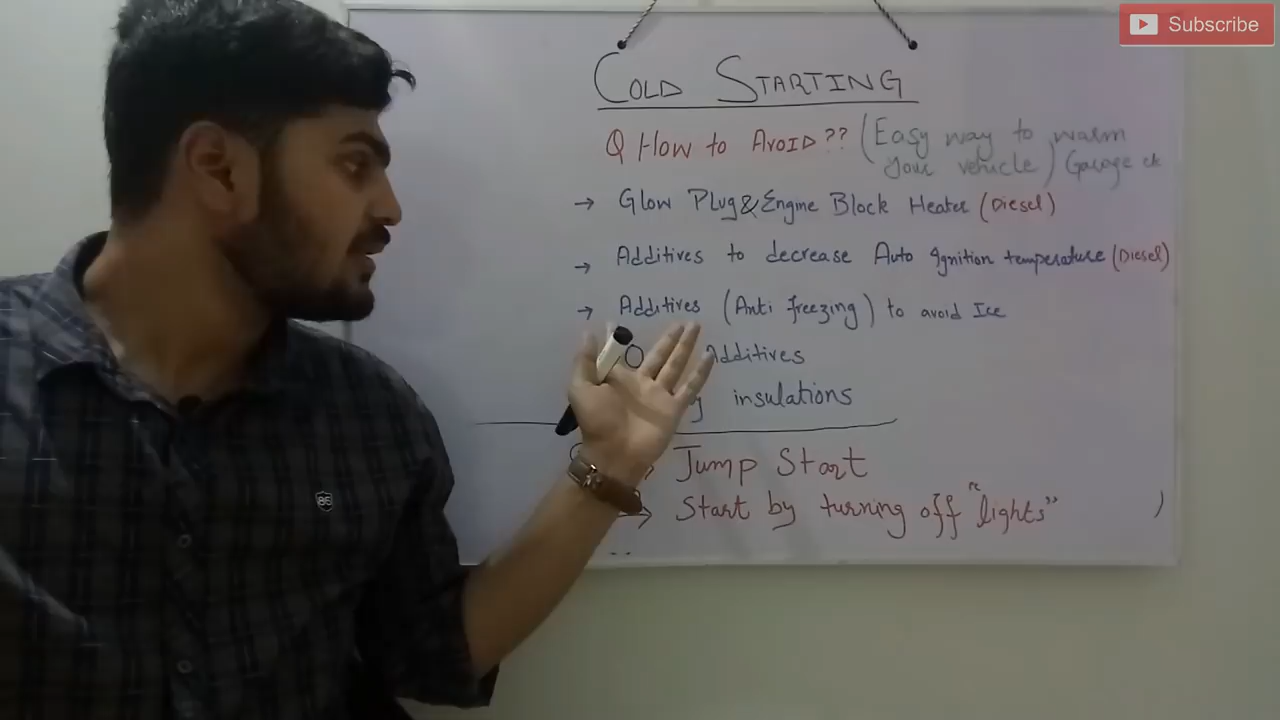 Subscribe
COLD STARTING
Q How to AVOID?? (Easy way to warm
your vehicle) Garage etc
→ Glow Plug & Engine Block Heater (Diesel)
→ Additives to decrease Auto Ignition temperature (Diesel)
→ Additives (Anti freezing) to avoid Ice
Additives
insulations
Jump Start
→ Start by turning off "lights" )